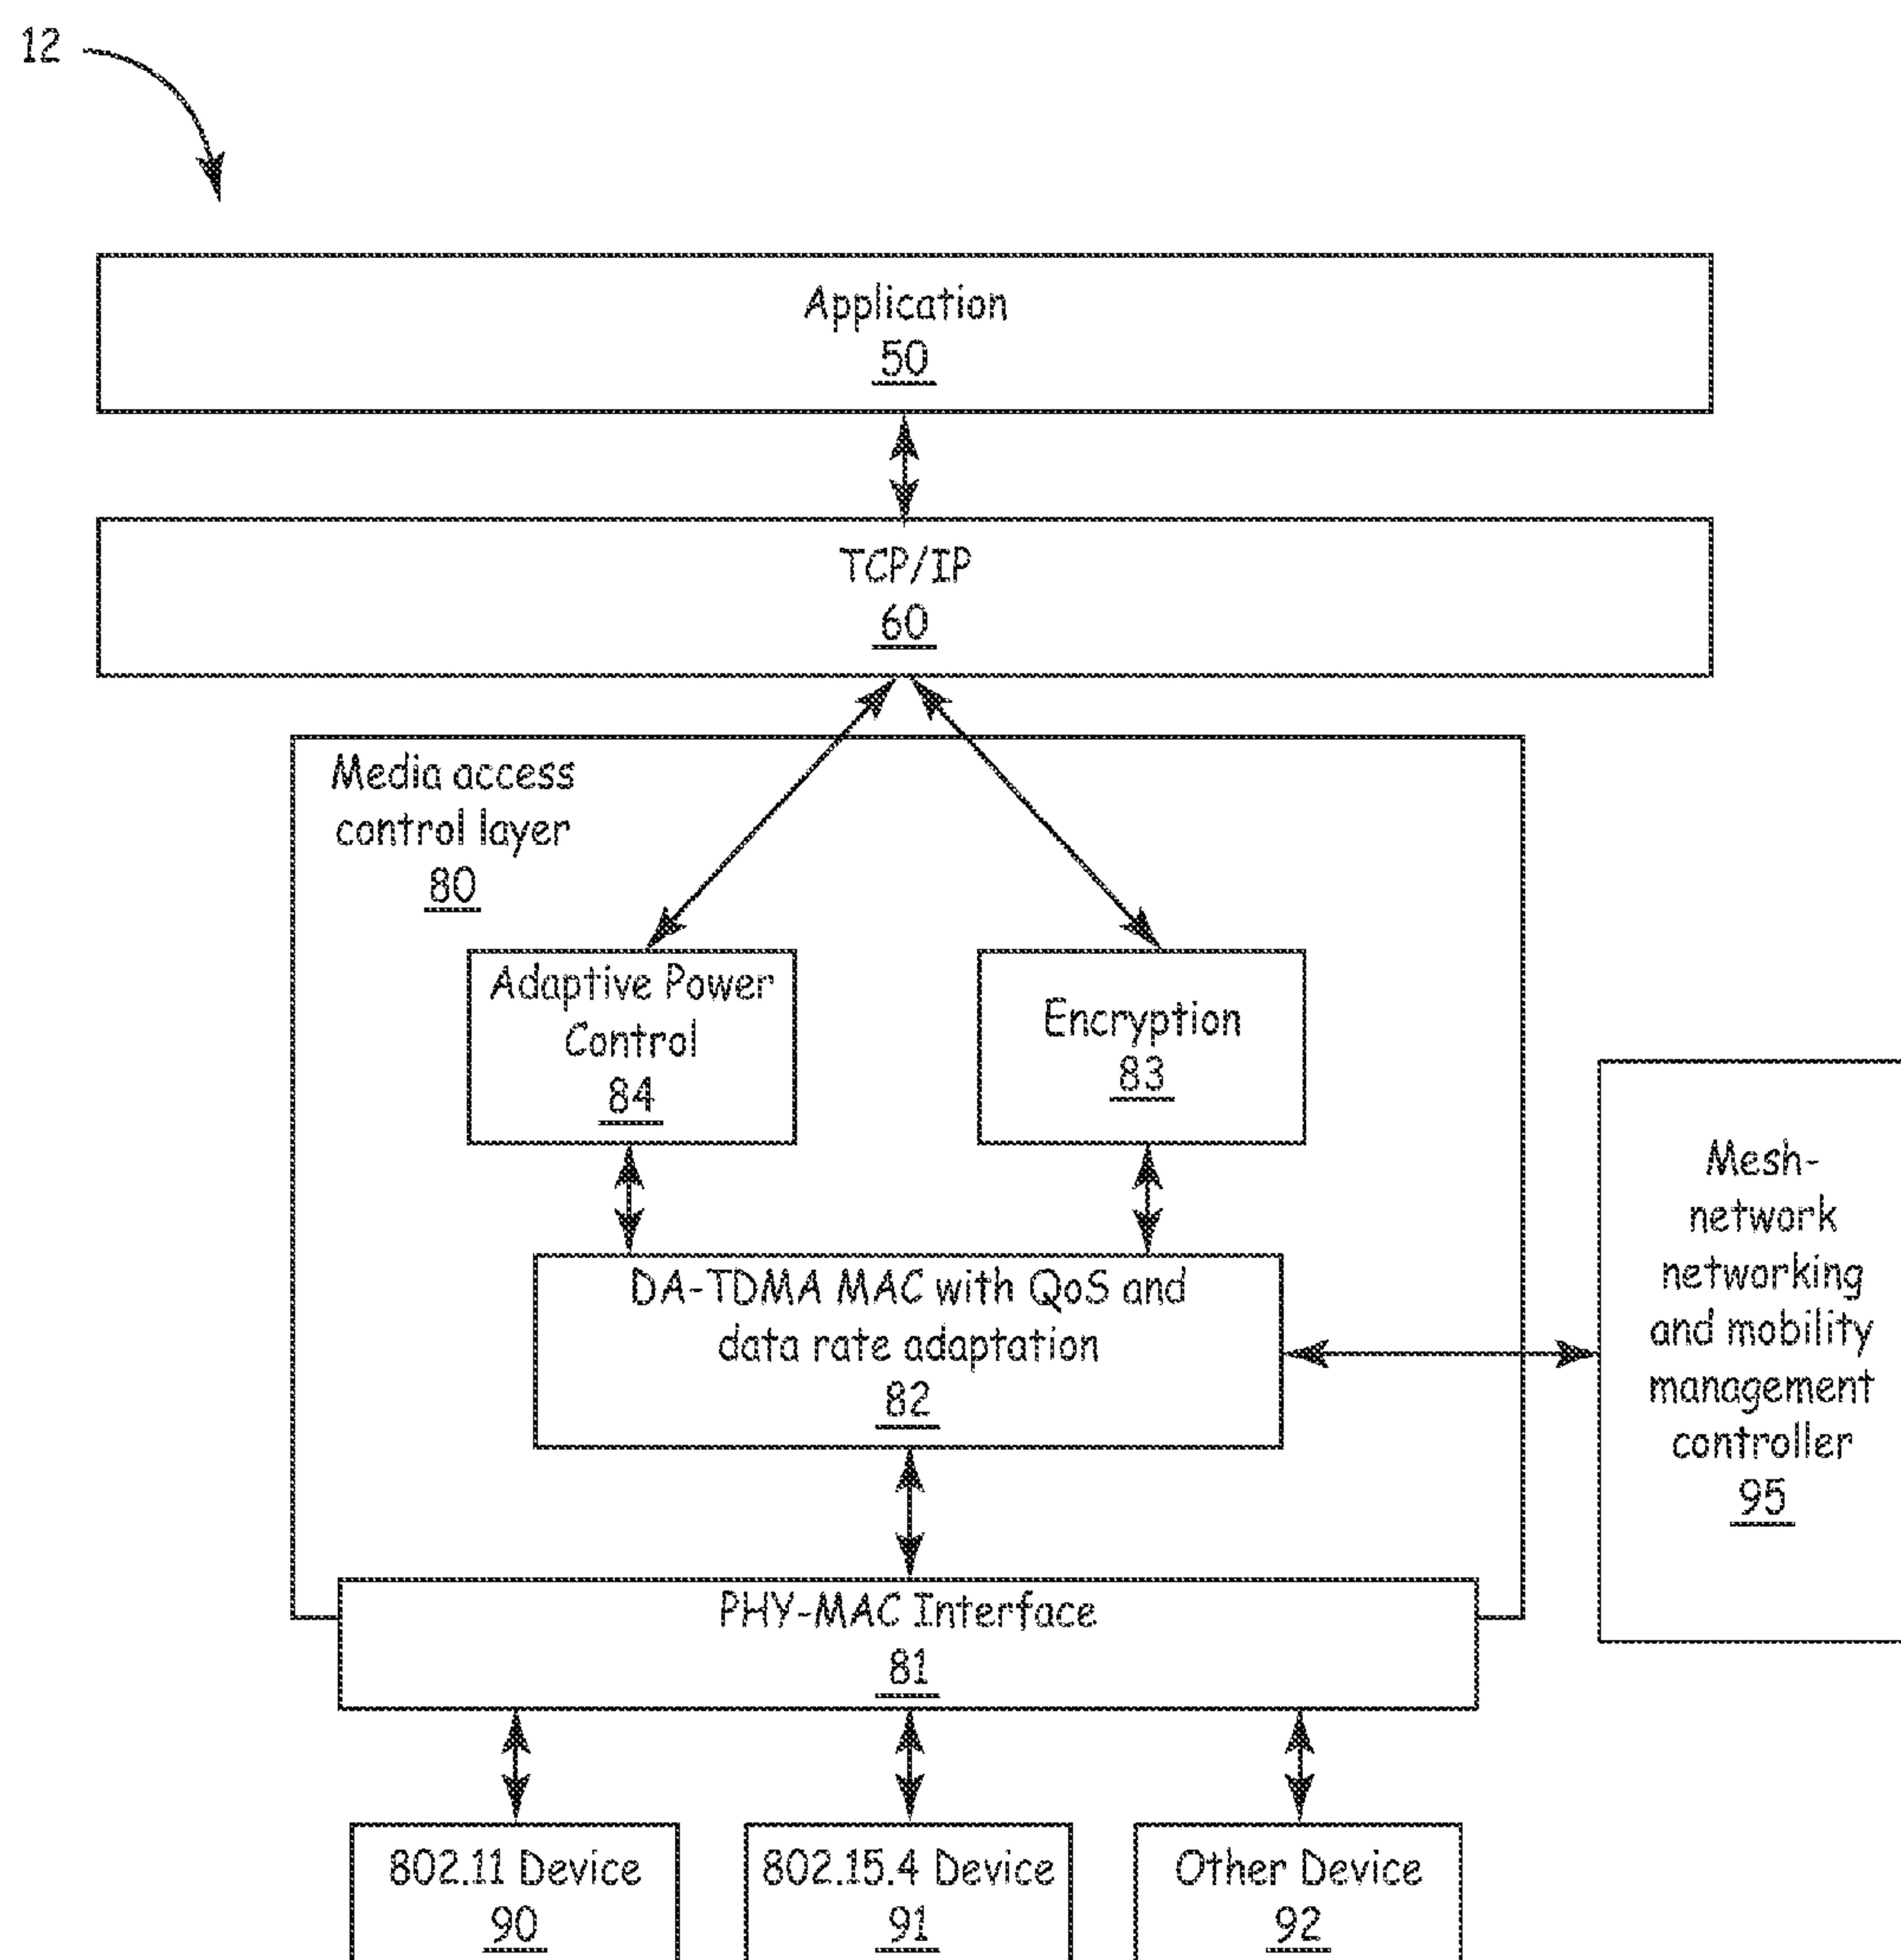 12
Application
50
TCP/IP
60
Media access
control layer
80
Adaptive Power
Control
84
Encryption
83
DA-TDMA MAC with QoS and
data rate adaptation
82
Mesh-
network
networking
and mobility
management
controller
95
PHY-MAC Interface
81
802.11 Device
90
802.15.4 Device
91
Other Device
92